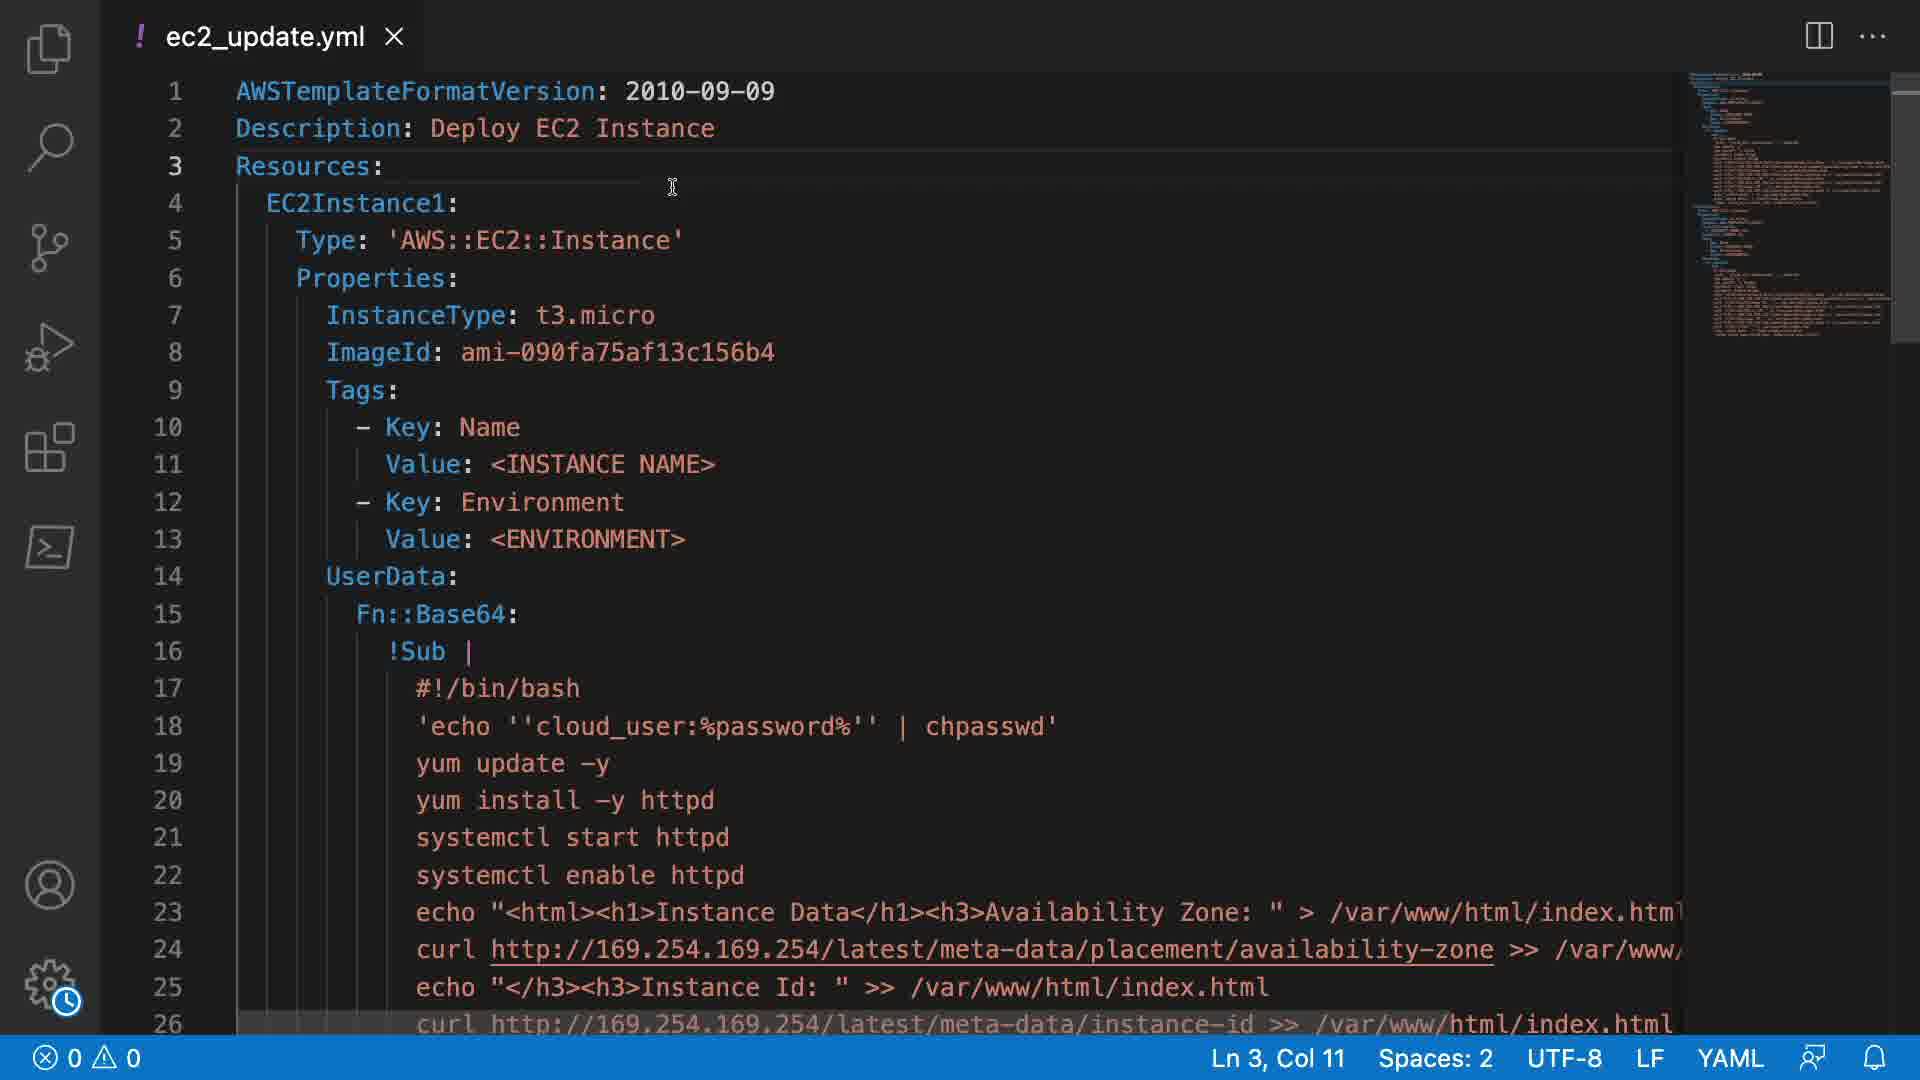 ! ec2_update.yml
1 AWSTemplateFormatVersion: 2010-09-09
2 Description: Deploy EC2 Instance
3 Resources:
4 EC2Instance1:
5 Type: 'AWS::EC2::Instance'
6 Properties:
7 InstanceType: t3.micro
8 ImageId: ami-090fa75af13c156b4
9 Tags:
10 - Key: Name
11 Value: <INSTANCE NAME>
12 - Key: Environment
13 Value: <ENVIRONMENT>
14 UserData:
15 Fn::Base64:
16 !Sub |
17 #!/bin/bash
18 'echo ''cloud_user:%password%'' | chpasswd'
19 yum update -y
20 yum install -y httpd
21 systemctl start httpd
22 systemctl enable httpd
23 echo "<html><h1>Instance Data</h1><h3>Availability Zone: " > /var/www/html/index.html
24 curl http://169.254.169.254/latest/meta-data/placement/availability-zone >> /var/www/
25 echo "</h3><h3>Instance Id: " >> /var/www/html/index.html
26 curl http://169.254.169.254/latest/meta-data/instance-id >> /var/www/html/index.html
0 0 Ln 3, Col 11 Spaces: 2 UTF-8 LF YAML